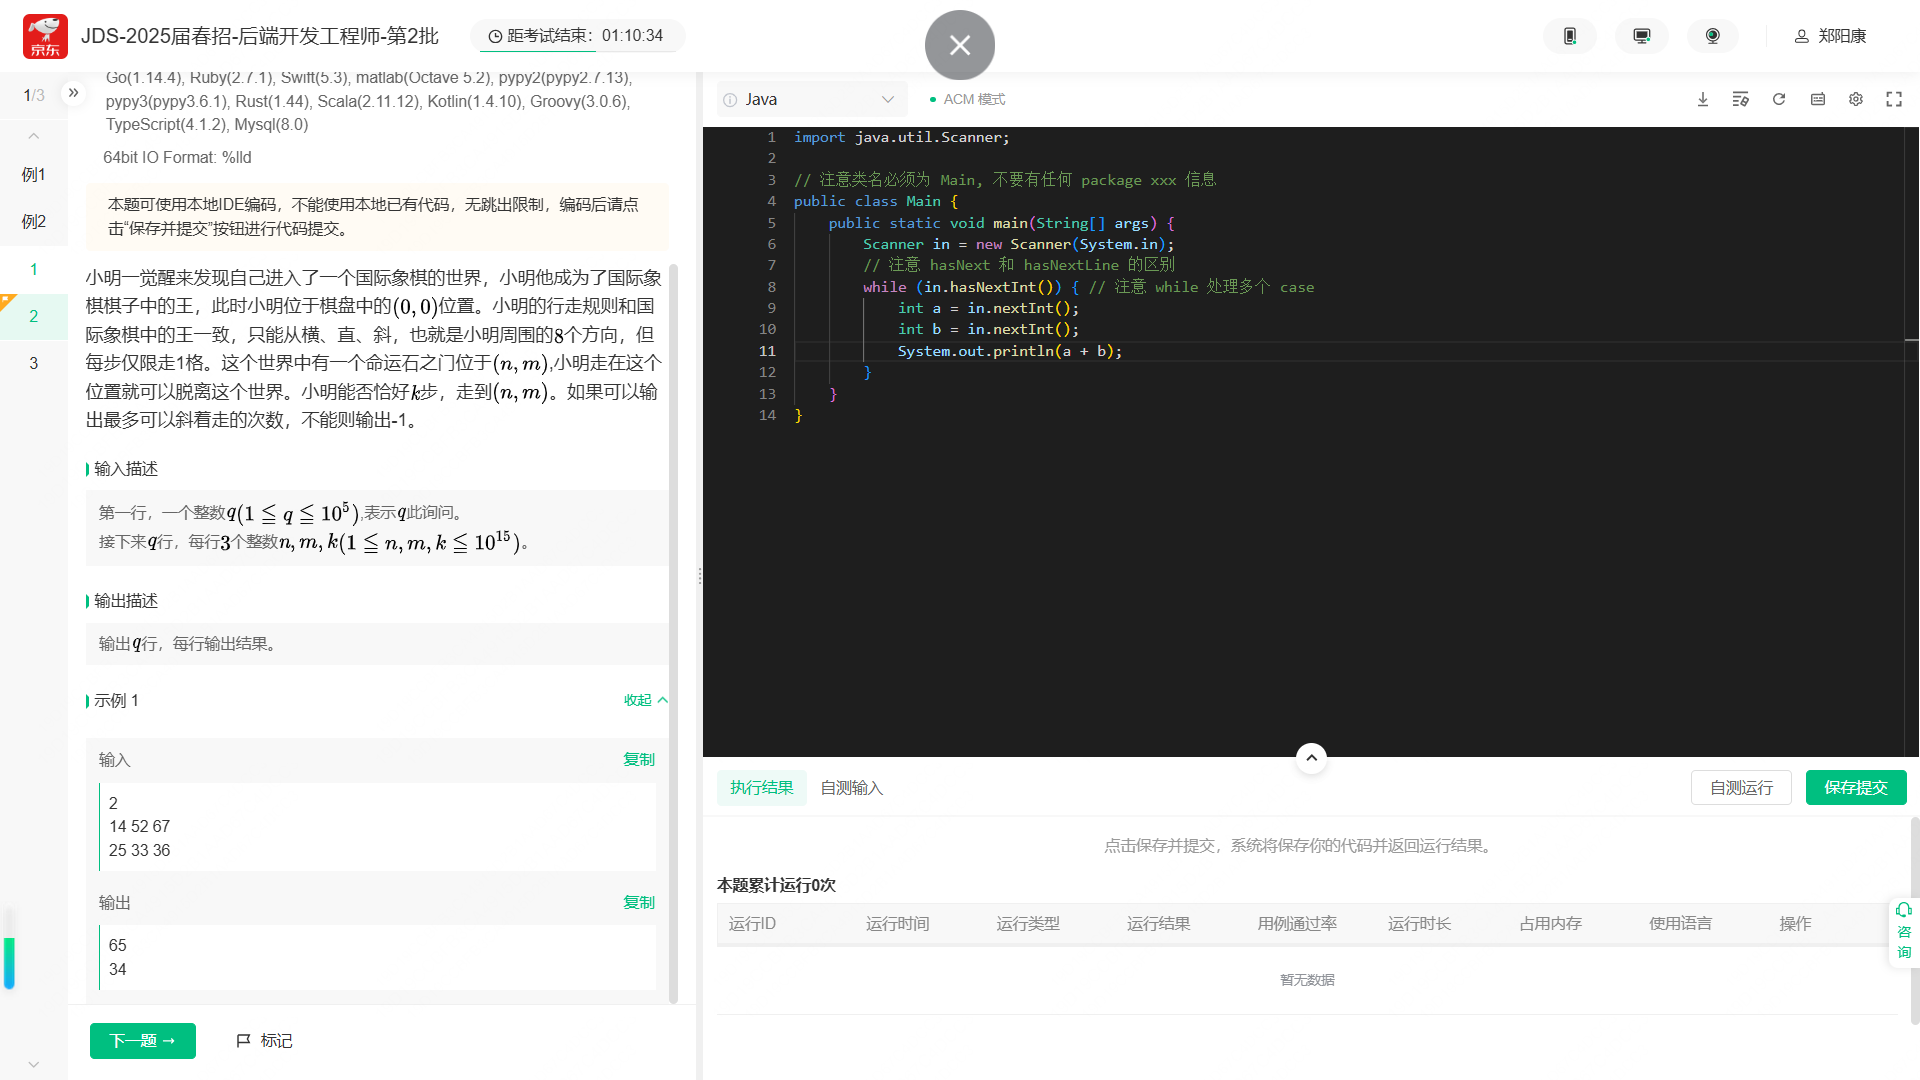 京东
JDS-2025届春招-后端开发工程师-第2批
距考试结束：01:10:34
郑阳康
1/3
例1
例2
1
2
3
Go(1.14.4), Ruby(2.7.1), Swift(5.3), matlab(Octave 5.2), pypy2(pypy2.7.13),
pypy3(pypy3.6.1), Rust(1.44), Scala(2.11.12), Kotlin(1.4.10), Groovy(3.0.6),
TypeScript(4.1.2), Mysql(8.0)
64bit IO Format: %lld
本题可使用本地IDE编码，不能使用本地已有代码，无跳出限制，编码后请点
击“保存并提交”按钮进行代码提交。
小明一觉醒来发现自己进入了一个国际象棋的世界，小明他成为了国际象
棋棋子中的王，此时小明位于棋盘中的(0,0)位置。小明的行走规则和国
际象棋中的王一致，只能从横、直、斜，也就是小明周围的8个方向，但
每步仅限走1格。这个世界中有一个命运石之门位于(n,m),小明走在这个
位置就可以脱离这个世界。小明能否恰好k步，走到(n,m)。如果可以输
出最多可以斜着走的次数，不能则输出-1。
输入描述
第一行，一个整数q(1 ≦ q ≦ 10^5),表示q此询问。
接下来q行，每行3个整数n,m,k(1 ≦ n,m,k ≦ 10^15)。
输出描述
输出q行，每行输出结果。
示例 1
收起
输入
复制
2
14 52 67
25 33 36
输出
复制
65
34
下一题 →
标记
Java
ACM 模式
1 import java.util.Scanner;
2
3 // 注意类名必须为 Main, 不要有任何 package xxx 信息
4 public class Main {
5 public static void main(String[] args) {
6 Scanner in = new Scanner(System.in);
7 // 注意 hasNext 和 hasNextLine 的区别
8 while (in.hasNextInt()) { // 注意 while 处理多个 case
9 int a = in.nextInt();
10 int b = in.nextInt();
11 System.out.println(a + b);
12 }
13 }
14 }
执行结果
自测输入
自测运行
保存提交
点击保存并提交，系统将保存你的代码并返回运行结果。
本题累计运行0次
运行ID 运行时间 运行类型 运行结果 用例通过率 运行时长 占用内存 使用语言 操作
暂无数据
咨
询